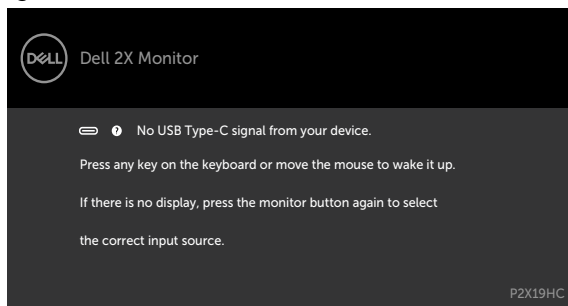 DELL
Dell 2X Monitor
? No USB Type-C signal from your device.
Press any key on the keyboard or move the mouse to wake it up.
If there is no display, press the monitor button again to select
the correct input source.
P2X19HC